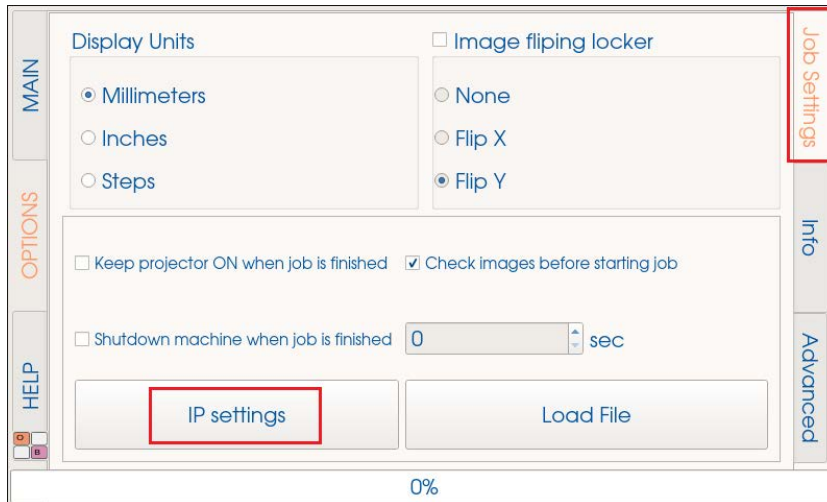 MAIN
OPTIONS
HELP
O
B
Display Units
Millimeters
Inches
Steps
Image fliping locker
None
Flip X
Flip Y
Keep projector ON when job is finished
Check images before starting job
Shutdown machine when job is finished
0
sec
IP settings
Load File
Job Settings
Info
Advanced
0%